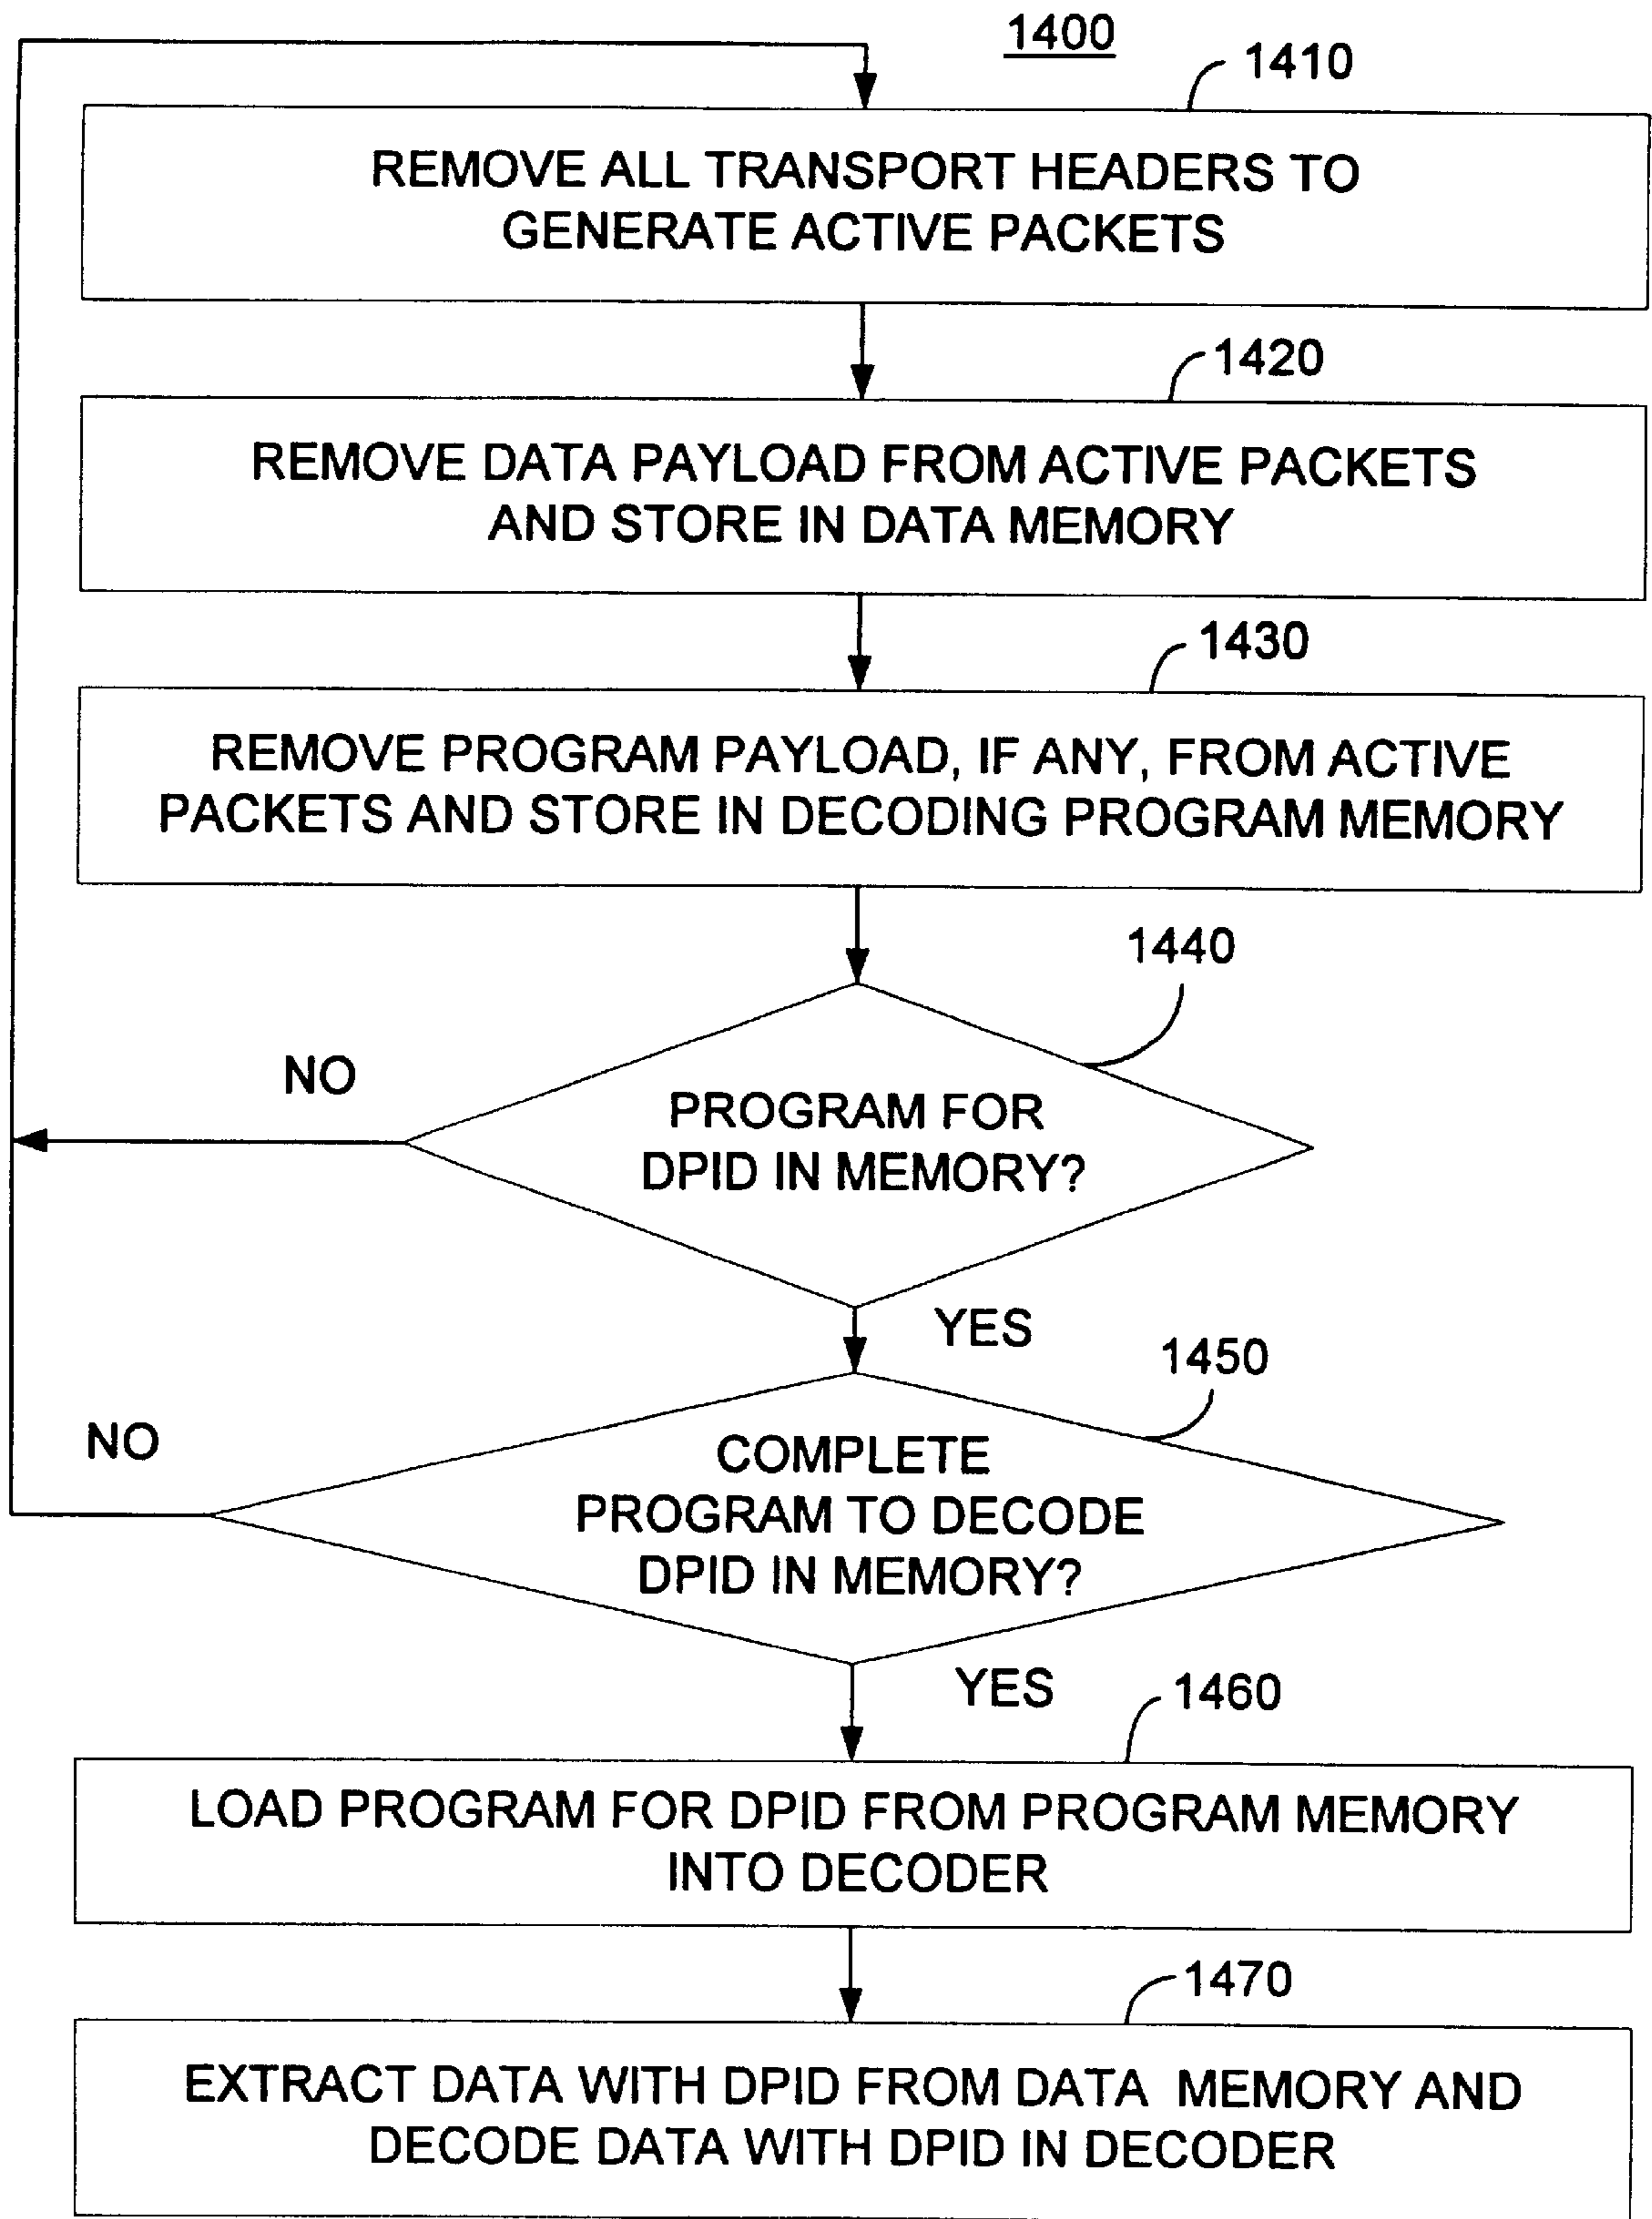 1400
1410
REMOVE ALL TRANSPORT HEADERS TO
GENERATE ACTIVE PACKETS
1420
REMOVE DATA PAYLOAD FROM ACTIVE PACKETS
AND STORE IN DATA MEMORY
1430
REMOVE PROGRAM PAYLOAD, IF ANY, FROM ACTIVE
PACKETS AND STORE IN DECODING PROGRAM MEMORY
1440
NO
PROGRAM FOR
DPID IN MEMORY?
YES
1450
NO
COMPLETE
PROGRAM TO DECODE
DPID IN MEMORY?
YES
1460
LOAD PROGRAM FOR DPID FROM PROGRAM MEMORY
INTO DECODER
1470
EXTRACT DATA WITH DPID FROM DATA MEMORY AND
DECODE DATA WITH DPID IN DECODER